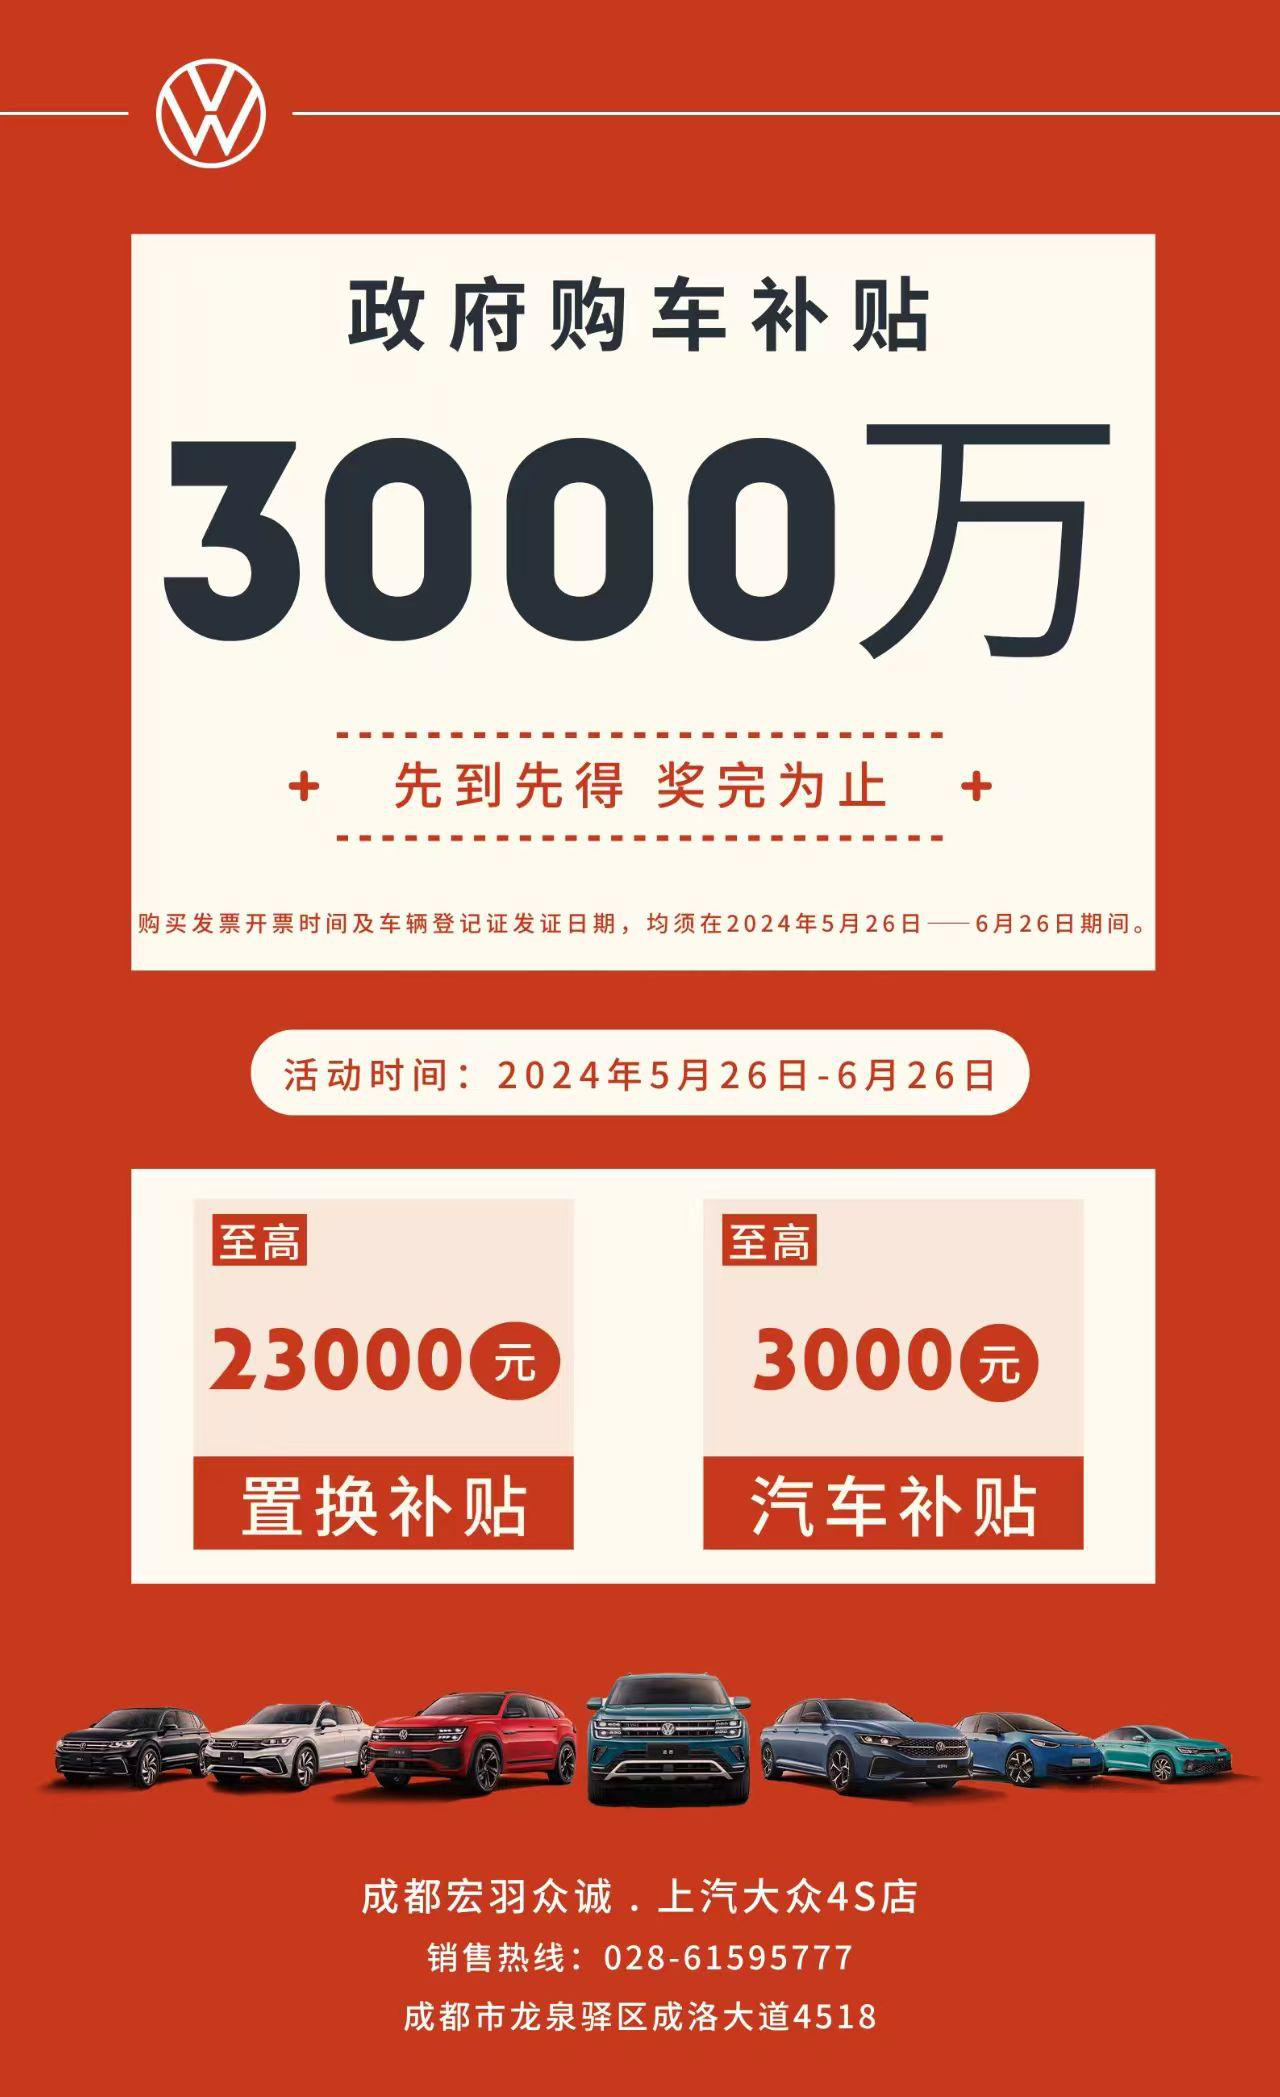 政府购车补贴
3000万
+ 先到先得 奖完为止 +
购买发票开票时间及车辆登记证发证日期，均须在2024年5月26日——6月26日期间。
活动时间：2024年5月26日-6月26日
至高
23000元
置换补贴
至高
3000元
汽车补贴
成都宏羽众诚 . 上汽大众4S店
销售热线：028-61595777
成都市龙泉驿区成洛大道4518